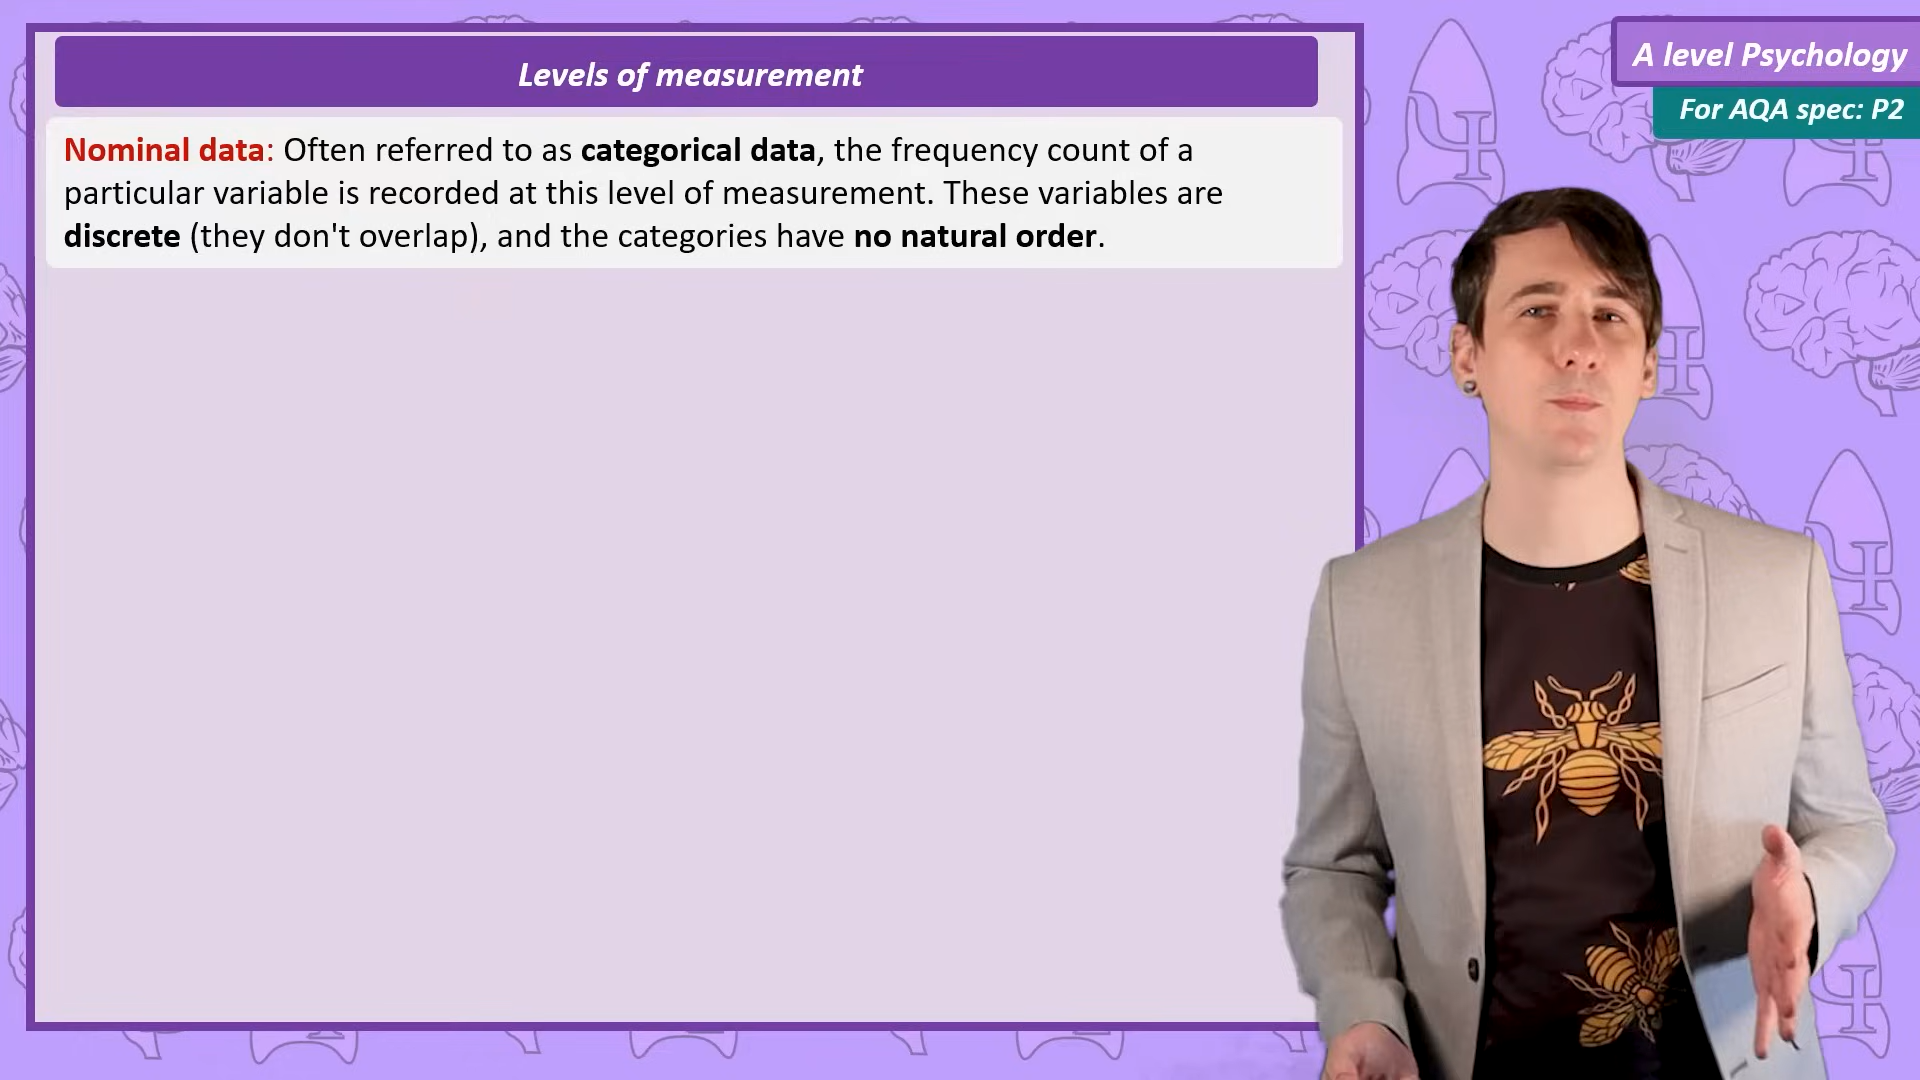 Levels of measurement
A level Psychology
For AQA spec: P2
Nominal data: Often referred to as categorical data, the frequency count of a
particular variable is recorded at this level of measurement. These variables are
discrete (they don't overlap), and the categories have no natural order.